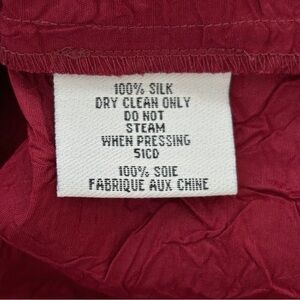 100% SILK
DRY CLEAN ONLY
DO NOT
STEAM
WHEN PRESSING
51CD
100% SOIE
FABRIQUE AUX CHINE